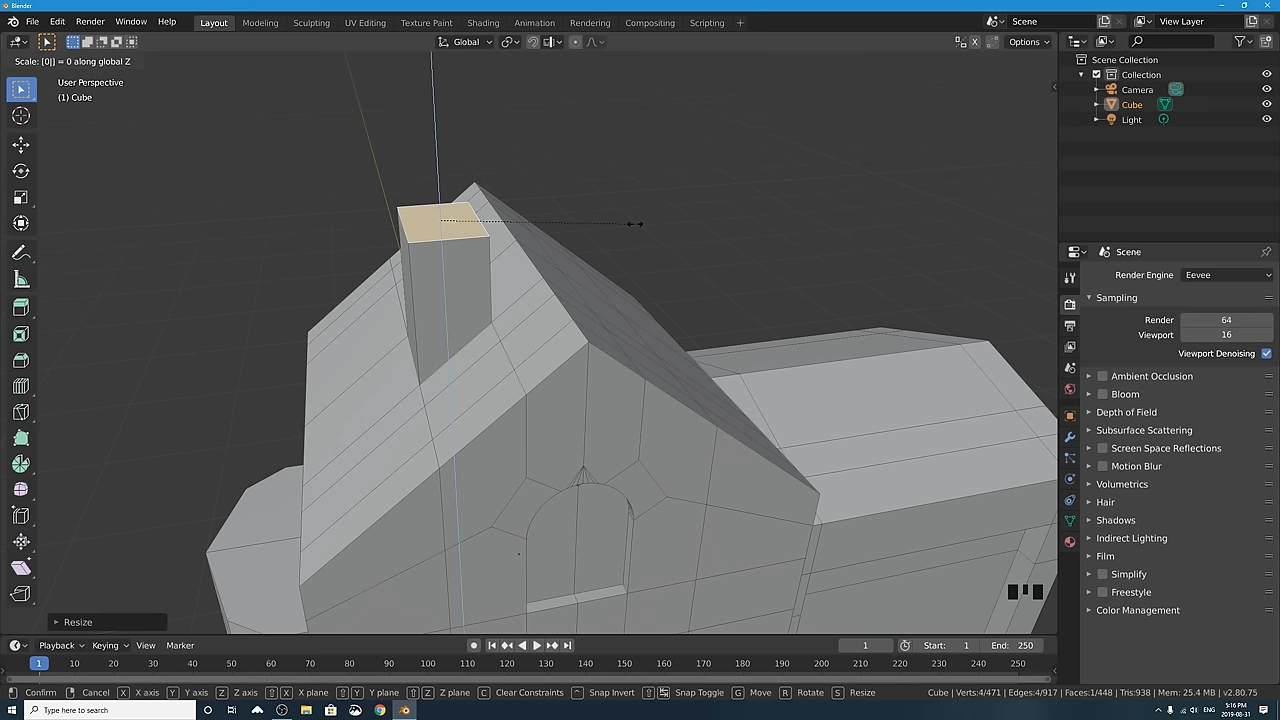 Blender
File Edit Render Window Help
Layout Modeling Sculpting UV Editing Texture Paint Shading Animation Rendering Compositing Scripting +
Scene
View Layer
Global
Options
Scale: [0|] = 0 along global Z
User Perspective
(1) Cube
Scene Collection
Collection
Camera
Cube
Light
Scene
Render Engine Eevee
Sampling
Render 64
Viewport 16
Viewport Denoising
Ambient Occlusion
Bloom
Depth of Field
Subsurface Scattering
Screen Space Reflections
Motion Blur
Volumetrics
Hair
Shadows
Indirect Lighting
Film
Simplify
Freestyle
Color Management
Resize
Playback Keying View Marker
1
Start: 1
End: 250
1 10 20 30 40 50 60 70 80 90 100 110 120 130 140 150 160 170 180 190 200 210 220 230 240 250
Confirm Cancel X X axis Y Y axis Z Z axis X X plane Y Y plane Z Z plane C Clear Constraints Snap Invert Snap Toggle G Move R Rotate S Resize
Cube | Verts:4/471 | Edges:4/917 | Faces:1/448 | Tris:938 | Mem: 25.4 MB | v2.80.75
Type here to search
ENG
5:16 PM
2019-08-31